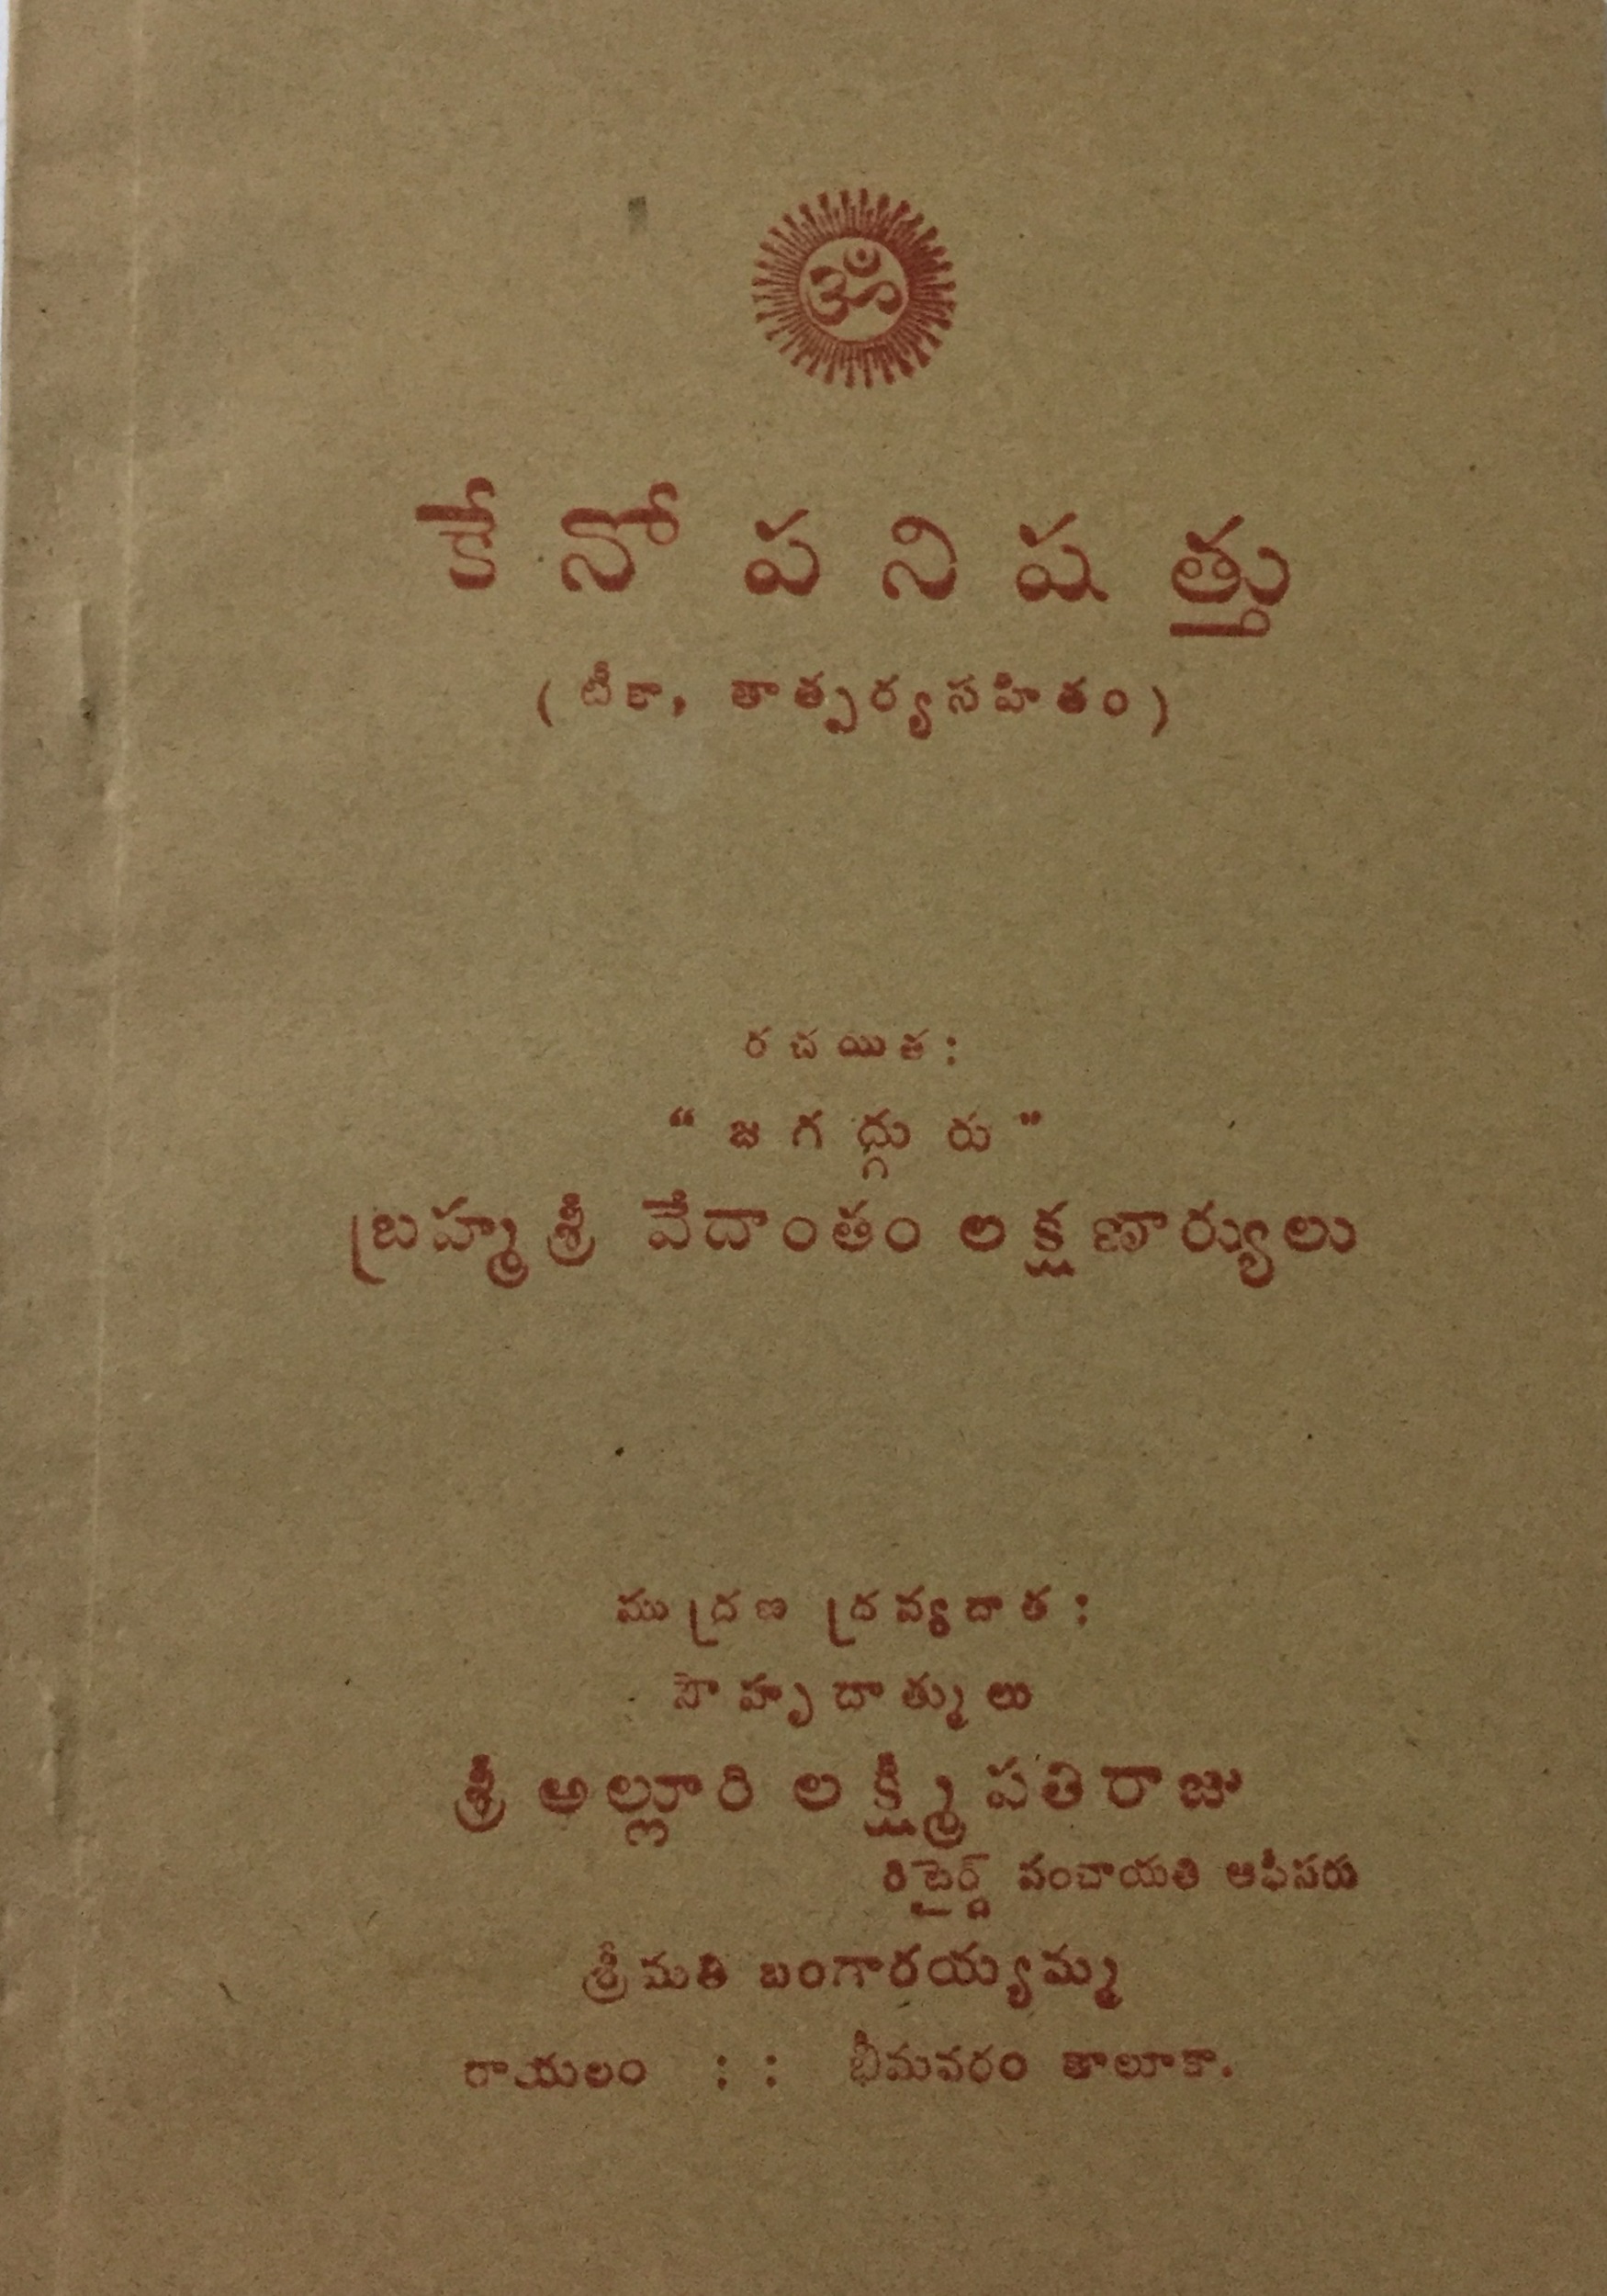 ॐ
కేనోపనిషత్తు
( టీకా, తాత్పర్యసహితం )
రచయిత :
“ జగద్గురు ”
బ్రహ్మశ్రీ వేదాంతం లక్షణార్యులు
ముద్రణ ద్రవ్యదాత :
సౌహృదాత్ములు
శ్రీ అల్లూరి లక్ష్మీపతిరాజు
రిటైర్డ్ పంచాయతి ఆఫీసరు
శ్రీమతి బంగారయ్యమ్మ
రాయలం : : భీమవరం తాలూకా.